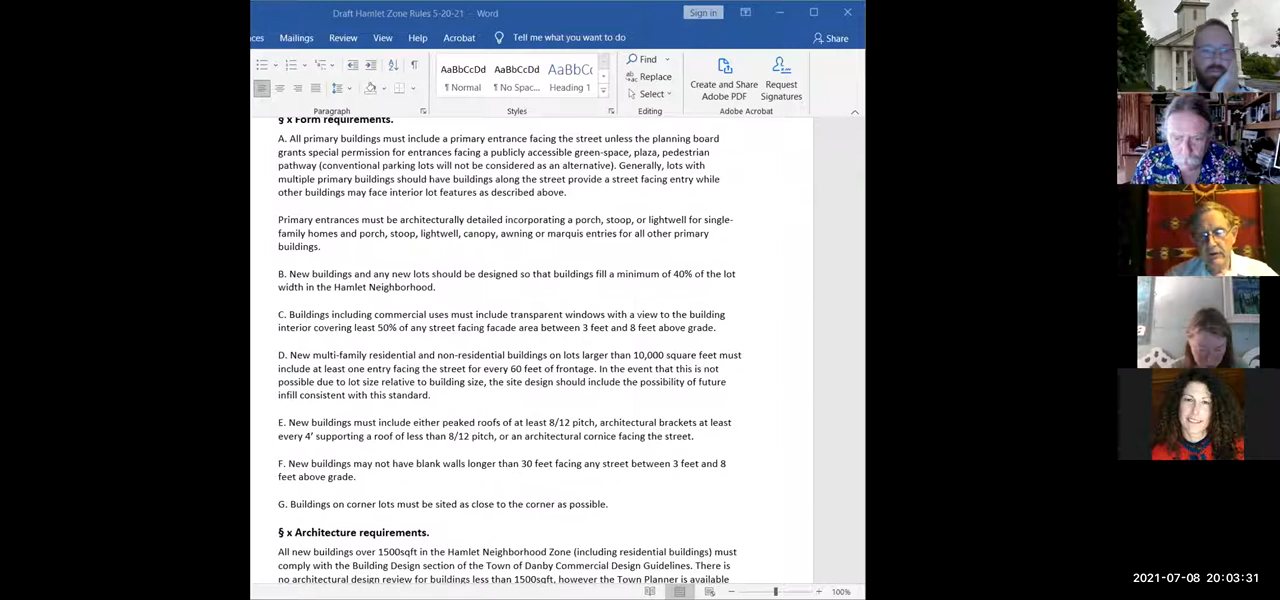 Draft Hamlet Zone Rules 5-20-21 - Word
Sign in
ces Mailings Review View Help Acrobat Tell me what you want to do Share
Find
Replace
Select
AaBbCcDd AaBbCcDd AaBbC
¶ Normal ¶ No Spac... Heading 1
Create and Share Adobe PDF
Request Signatures
Paragraph Styles Editing Adobe Acrobat
§ x Form requirements.
A. All primary buildings must include a primary entrance facing the street unless the planning board
grants special permission for entrances facing a publicly accessible green-space, plaza, pedestrian
pathway (conventional parking lots will not be considered as an alternative). Generally, lots with
multiple primary buildings should have buildings along the street provide a street facing entry while
other buildings may face interior lot features as described above.
Primary entrances must be architecturally detailed incorporating a porch, stoop, or lightwell for single-
family homes and porch, stoop, lightwell, canopy, awning or marquis entries for all other primary
buildings.
B. New buildings and any new lots should be designed so that buildings fill a minimum of 40% of the lot
width in the Hamlet Neighborhood.
C. Buildings including commercial uses must include transparent windows with a view to the building
interior covering least 50% of any street facing facade area between 3 feet and 8 feet above grade.
D. New multi-family residential and non-residential buildings on lots larger than 10,000 square feet must
include at least one entry facing the street for every 60 feet of frontage. In the event that this is not
possible due to lot size relative to building size, the site design should include the possibility of future
infill consistent with this standard.
E. New buildings must include either peaked roofs of at least 8/12 pitch, architectural brackets at least
every 4' supporting a roof of less than 8/12 pitch, or an architectural cornice facing the street.
F. New buildings may not have blank walls longer than 30 feet facing any street between 3 feet and 8
feet above grade.
G. Buildings on corner lots must be sited as close to the corner as possible.
§ x Architecture requirements.
All new buildings over 1500sqft in the Hamlet Neighborhood Zone (including residential buildings) must
comply with the Building Design section of the Town of Danby Commercial Design Guidelines. There is
no architectural design review for buildings less than 1500sqft, however the Town Planner is available
100%
2021-07-08 20:03:31